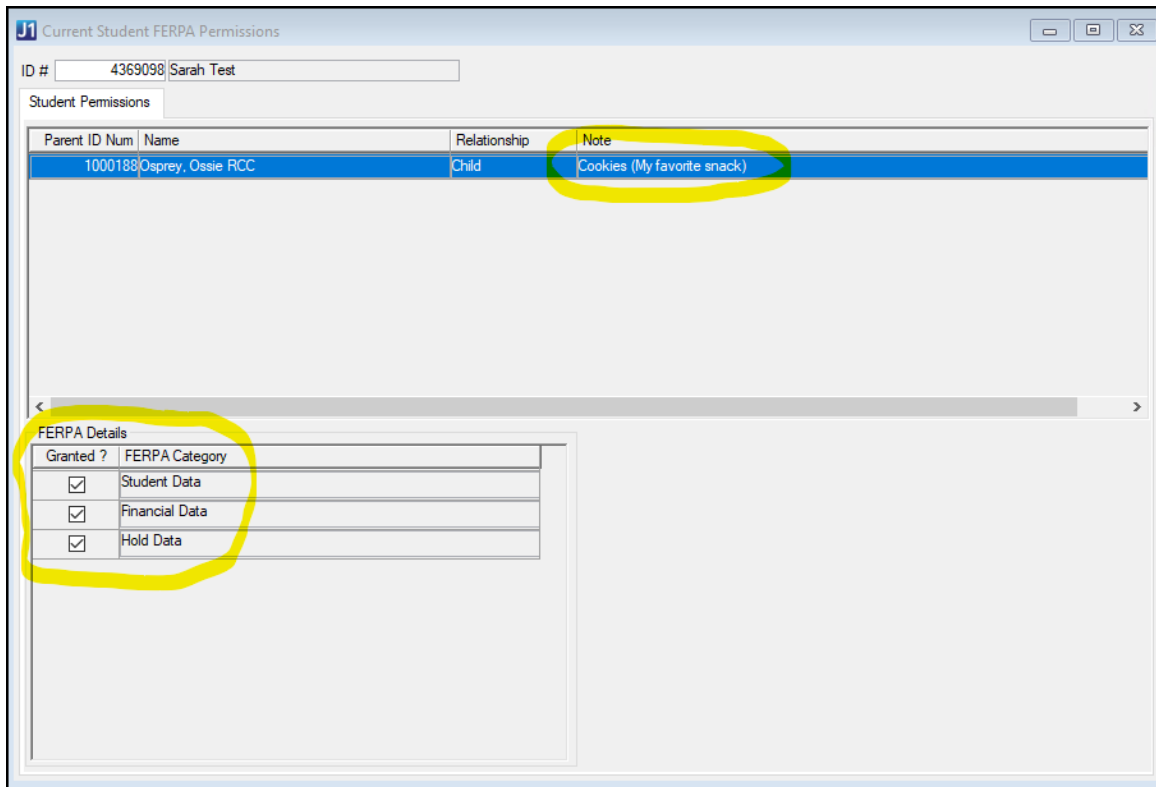 J1 Current Student FERPA Permissions
ID # 4369098 Sarah Test
Student Permissions
Parent ID Num Name Relationship Note
1000188 Osprey, Ossie RCC Child Cookies (My favorite snack)
FERPA Details
Granted ? FERPA Category
Student Data
Financial Data
Hold Data